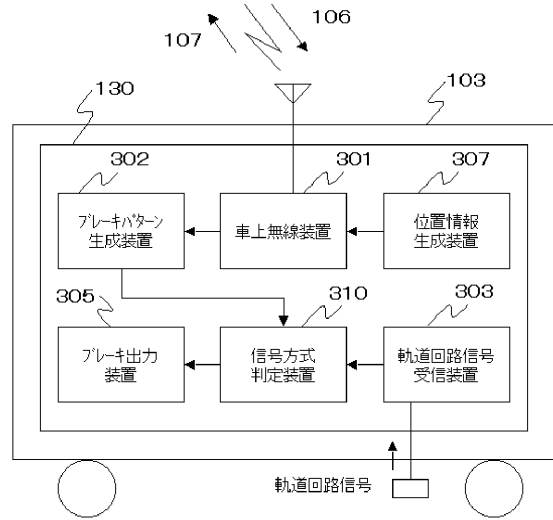 107
106
130
103
302
301
307
ブレーキパターン
生成装置
車上無線装置
位置情報
生成装置
305
310
303
ブレーキ出力
装置
信号方式
判定装置
軌道回路信号
受信装置
軌道回路信号